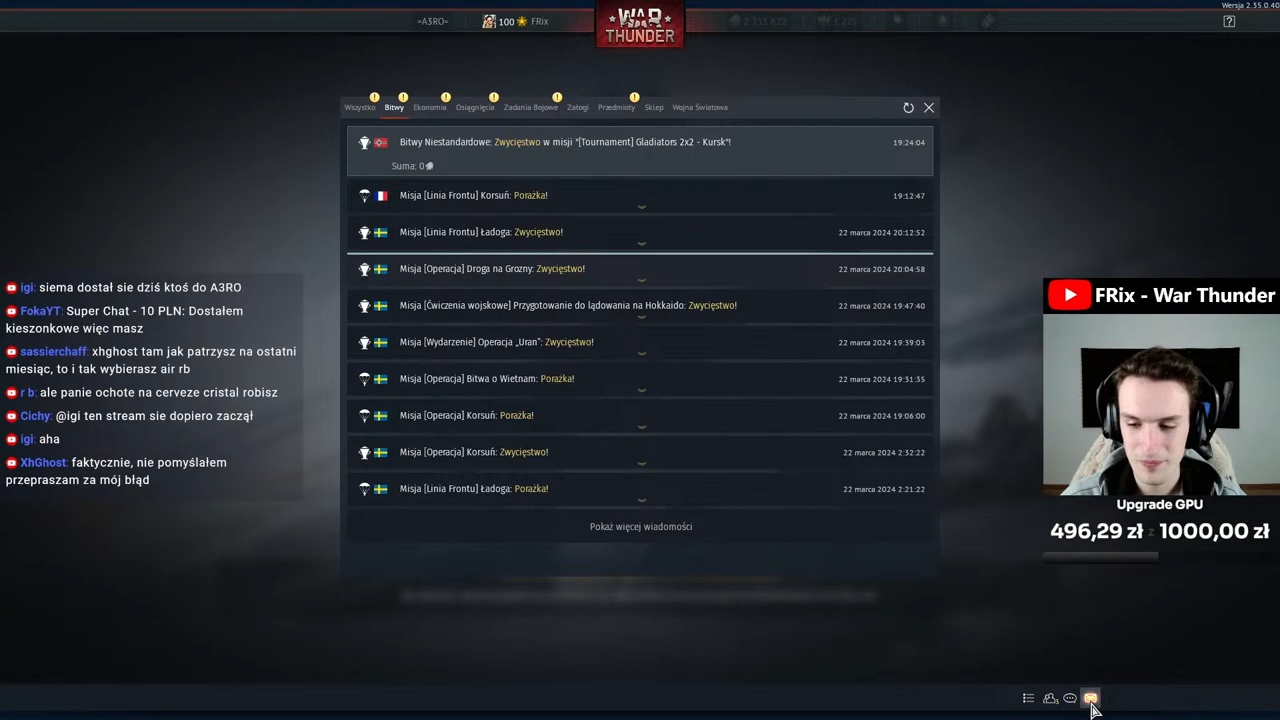 Wersja 2.35.0.40
=A3RO=
100 FRix
WAR
THUNDER
2 351 622
3 229
?
Wszystko Bitwy Ekonomia Osiągnięcia Zadania Bojowe Załogi Przedmioty Sklep Wojna Światowa
Bitwy Niestandardowe: Zwycięstwo w misji "[Tournament] Gladiators 2x2 - Kursk"! 19:24:04
Suma: 0
Misja [Linia Frontu] Korsuń: Porażka! 19:12:47
Misja [Linia Frontu] Ładoga: Zwycięstwo! 22 marca 2024 20:12:52
Misja [Operacja] Droga na Grozny: Zwycięstwo! 22 marca 2024 20:04:58
Misja [Ćwiczenia wojskowe] Przygotowanie do lądowania na Hokkaido: Zwycięstwo! 22 marca 2024 19:47:40
Misja [Wydarzenie] Operacja „Uran”: Zwycięstwo! 22 marca 2024 19:39:03
Misja [Operacja] Bitwa o Wietnam: Porażka! 22 marca 2024 19:31:35
Misja [Operacja] Korsuń: Porażka! 22 marca 2024 19:06:00
Misja [Operacja] Korsuń: Zwycięstwo! 22 marca 2024 2:32:22
Misja [Linia Frontu] Ładoga: Porażka! 22 marca 2024 2:21:22
Pokaż więcej wiadomości
igi: siema dostał sie dziś ktoś do A3RO
FokaYT: Super Chat - 10 PLN: Dostałem
kieszonkowe więc masz
sassierchaff: xhghost tam jak patrzysz na ostatni
miesiąc, to i tak wybierasz air rb
r b: ale panie ochote na cerveze cristal robisz
Cichy: @igi ten stream sie dopiero zaczął
igi: aha
XhGhost: faktycznie, nie pomyślałem
przepraszam za mój błąd
FRix - War Thunder
Upgrade GPU
496,29 zł z 1000,00 zł
3